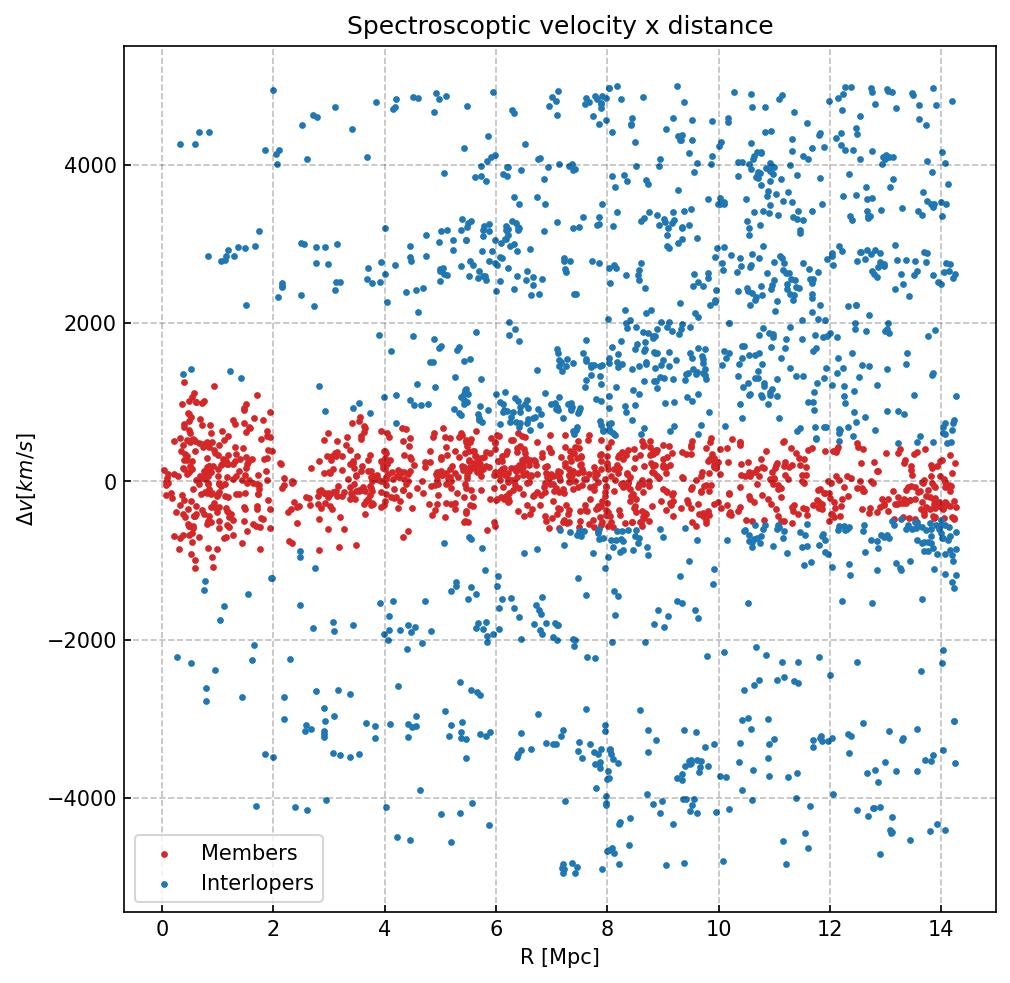 Spectroscoptic velocity x distance
Δv[km/s]
4000
2000
0
−2000
−4000
Members
Interlopers
0 2 4 6 8 10 12 14
R [Mpc]